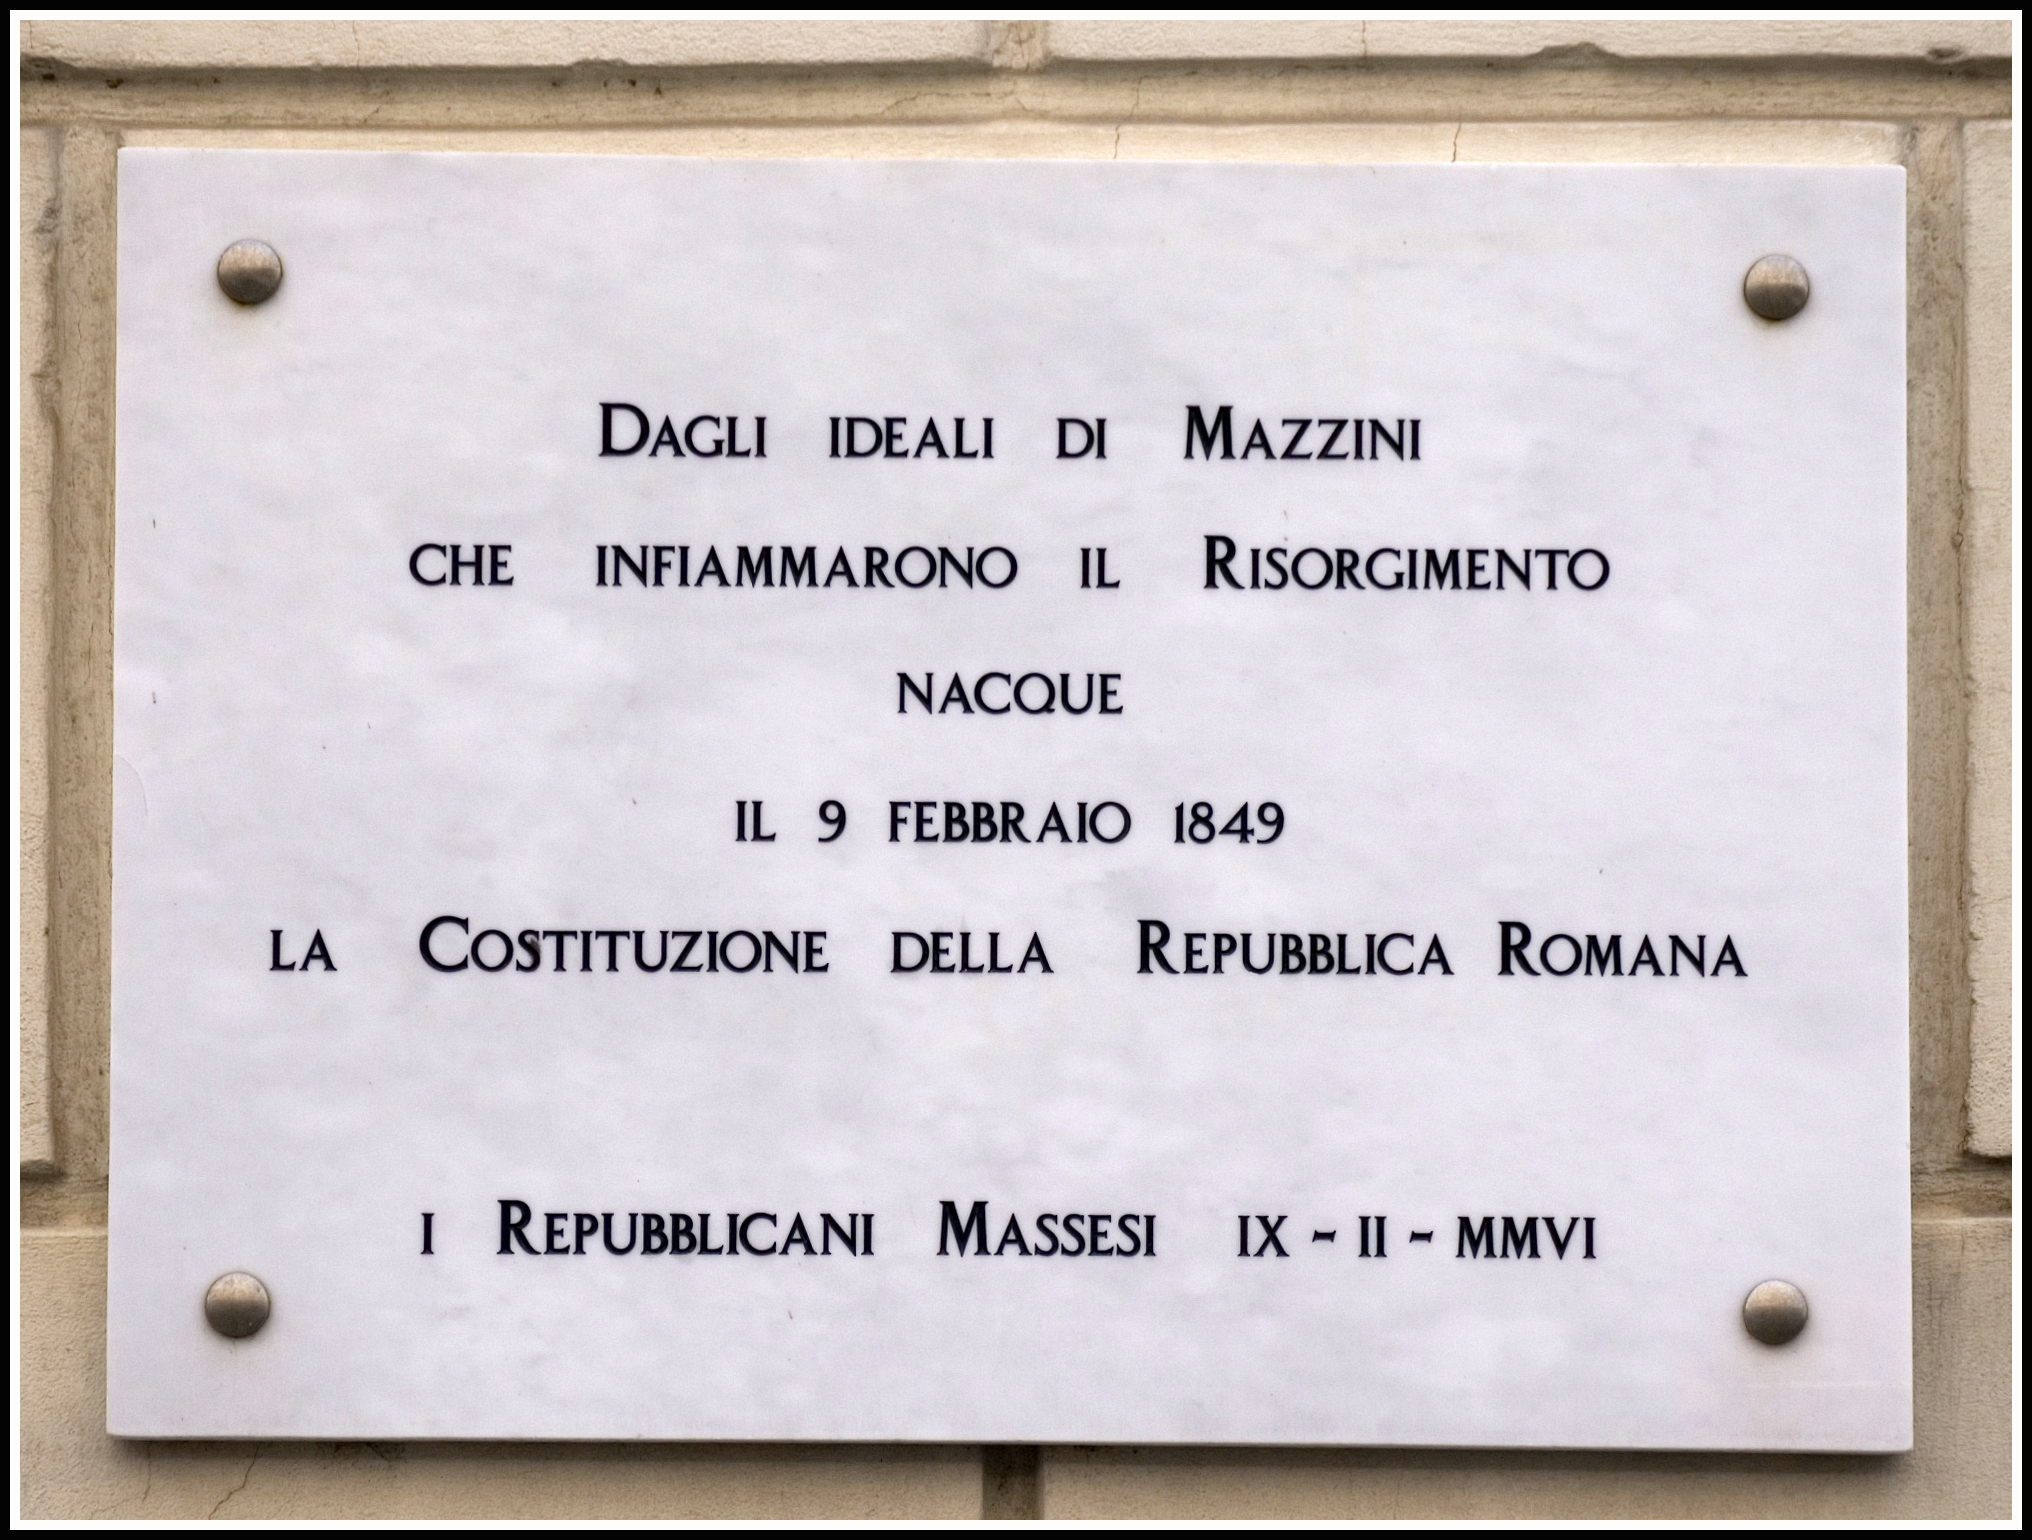 Dagli ideali di Mazzini
che infiammarono il Risorgimento
nacque
il 9 febbraio 1849
la Costituzione della Repubblica Romana
i Repubblicani Massesi IX - II - MMVI